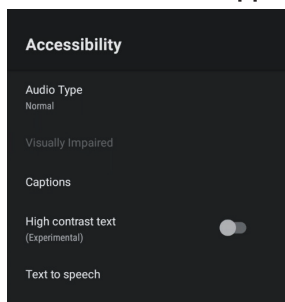 Accessibility
Audio Type
Normal
Visually Impaired
Captions
High contrast text
(Experimental)
Text to speech